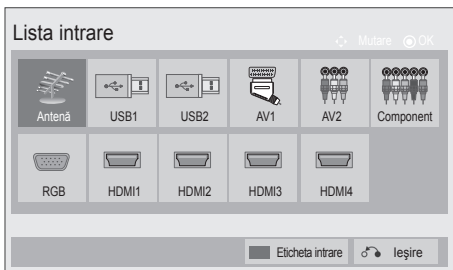 Lista intrare
Mutare OK
Antenă USB1 USB2 AV1 AV2 Component
RGB HDMI1 HDMI2 HDMI3 HDMI4
Eticheta intrare Ieşire